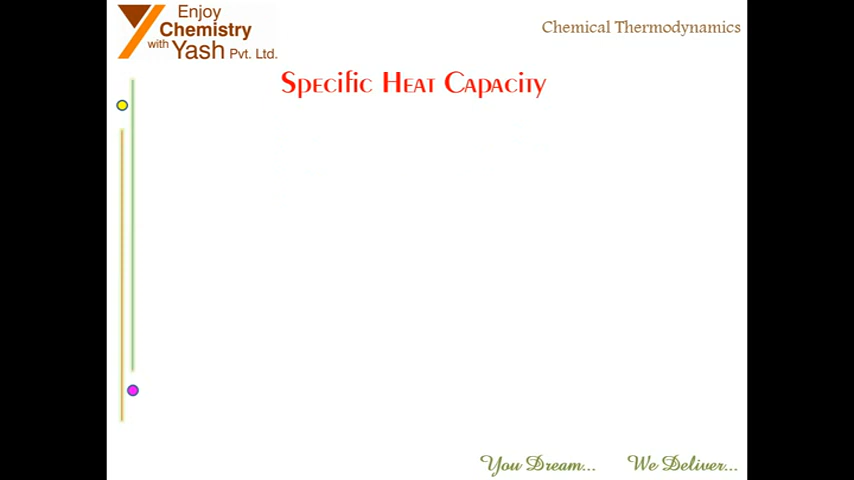 Enjoy
Chemistry
with Yash Pvt. Ltd.
Chemical Thermodynamics
Specific Heat Capacity
You Dream... We Deliver...